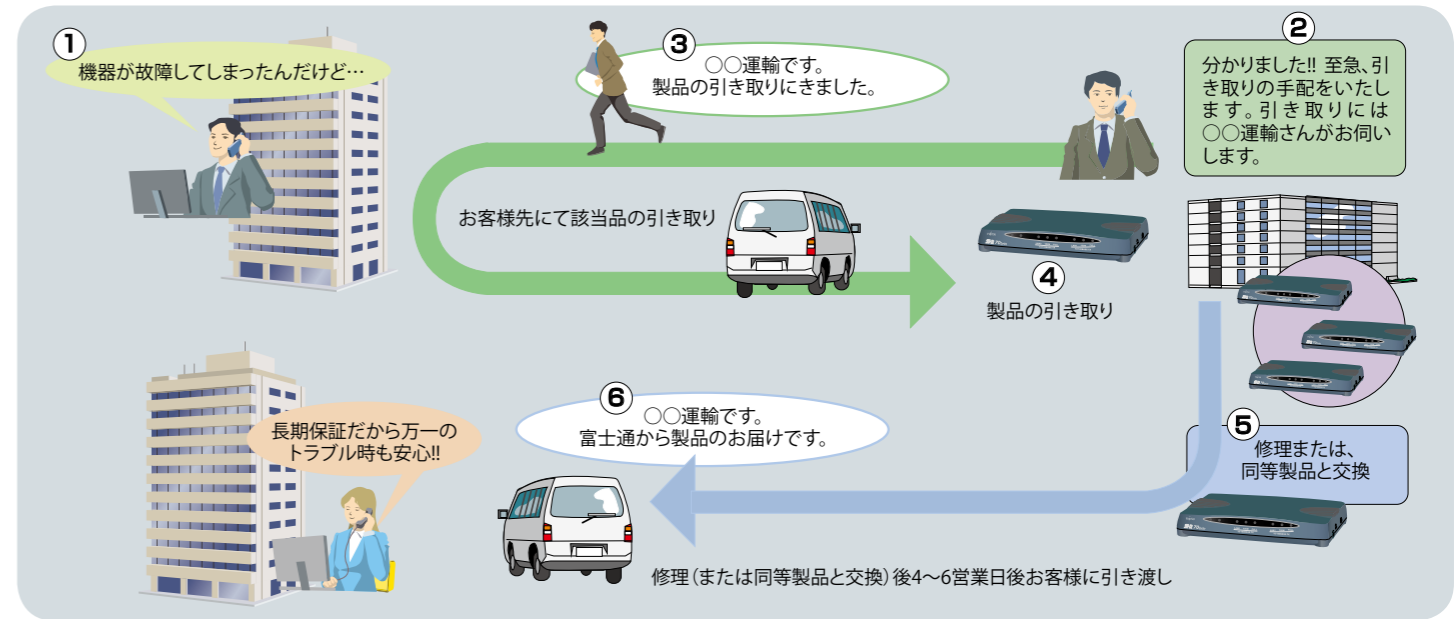 ①
機器が故障してしまったんだけど…
②
分かりました!! 至急、引
き取りの手配をいたし
ます。引き取りには
○○運輸さんがお伺い
します。
③
○○運輸です。
製品の引き取りにきました。
お客様先にて該当品の引き取り
④
製品の引き取り
⑤
修理または、
同等製品と交換
⑥
○○運輸です。
富士通から製品のお届けです。
修理(または同等製品と交換)後4〜6営業日後お客様に引き渡し
長期保証だから万一の
トラブル時も安心!!